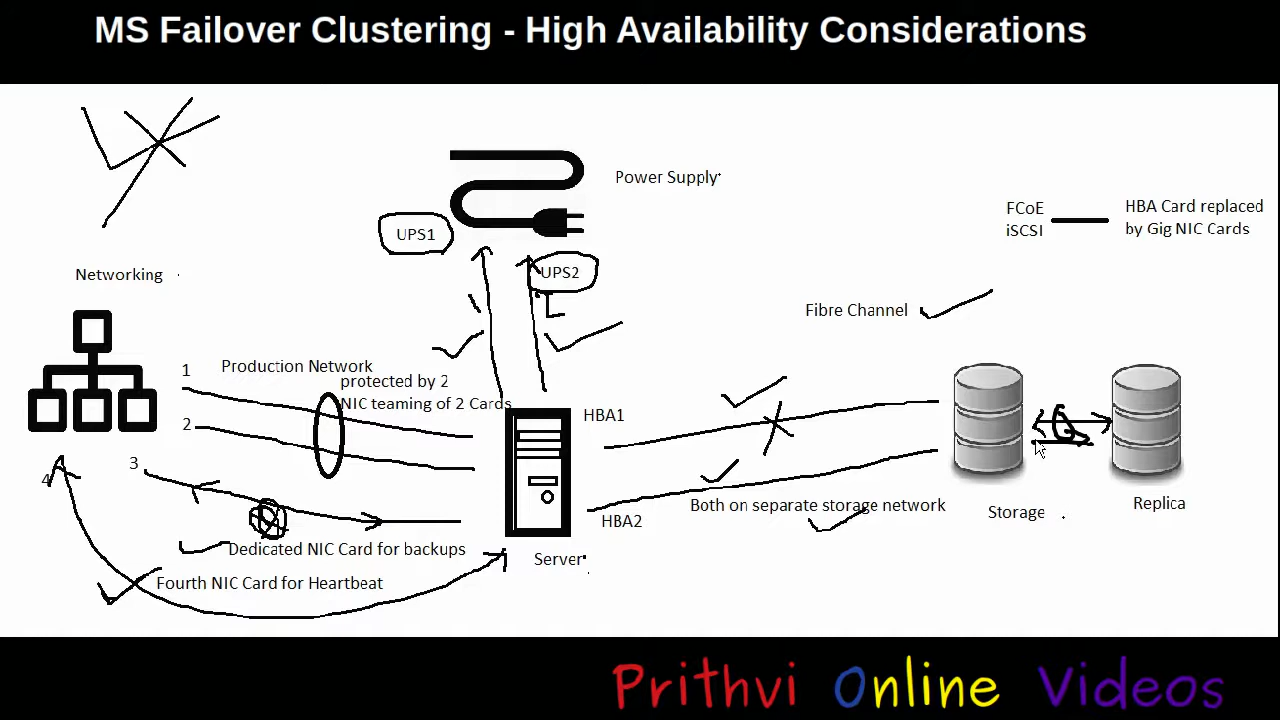 MS Failover Clustering - High Availability Considerations
Power Supply
UPS1
UPS2
FCoE
iSCSI
HBA Card replaced
by Gig NIC Cards
Networking
Fibre Channel
1
Production Network
protected by 2
NIC teaming of 2 Cards
2
3
4
HBA1
HBA2
Both on separate storage network
Storage
Replica
Dedicated NIC Card for backups
Fourth NIC Card for Heartbeat
Server
Prithvi Online Videos